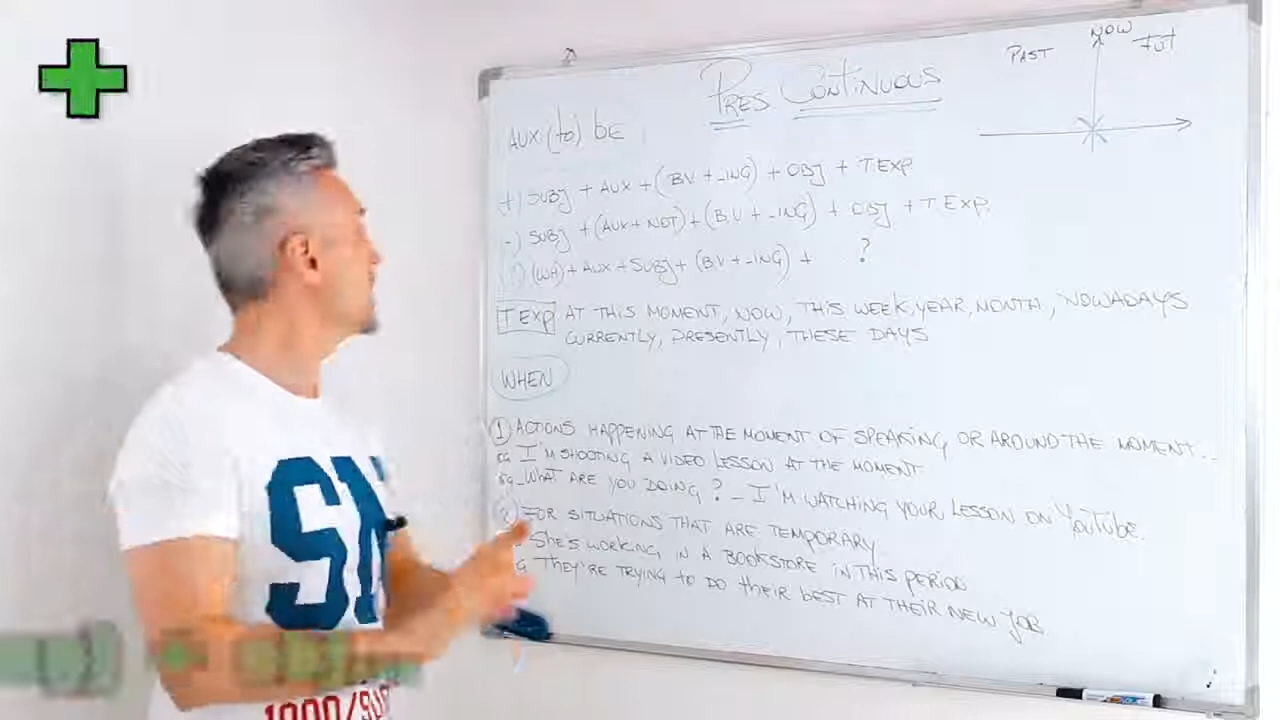 NOW
PAST
FUT
PRES CONTINUOUS
AUX (to) be
(+) SUBJ + AUX + (B.V + -ING) + OBJ + T EXP
(-) SUBJ + (AUX + NOT) + (B.V + -ING) + OBJ + T EXP.
(?) (WH) + AUX + SUBJ + (B.V + -ING) + ?
T EXP AT THIS MOMENT, NOW, THIS WEEK, YEAR, MONTH, NOWADAYS
CURRENTLY, PRESENTLY, THESE DAYS
WHEN
1 ACTIONS HAPPENING AT THE MOMENT OF SPEAKING OR AROUND THE MOMENT...
eg I'M SHOOTING A VIDEO LESSON AT THE MOMENT
eg - WHAT ARE YOU DOING? - I'M WATCHING YOUR LESSON ON YouTube.
2 FOR SITUATIONS THAT ARE TEMPORARY
SHE'S WORKING IN A BOOKSTORE IN THIS PERIOD
THEY'RE TRYING TO DO THEIR BEST AT THEIR NEW JOB